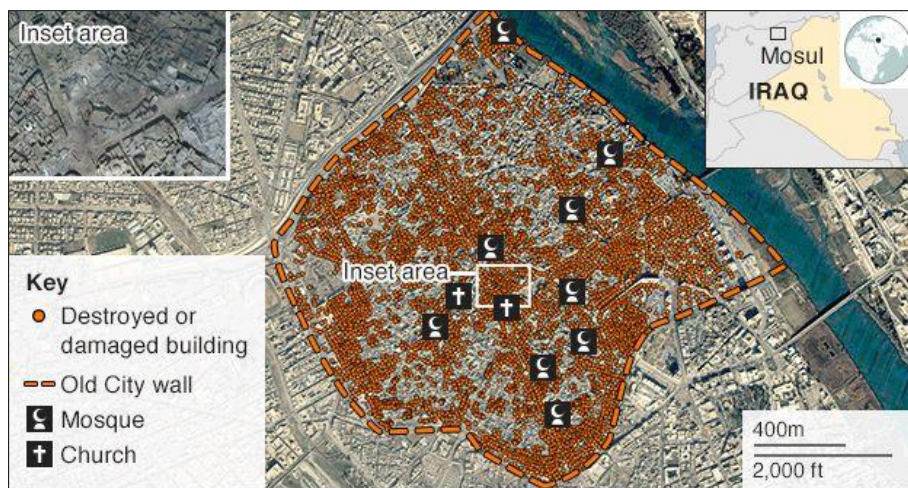 Inset area
Mosul
IRAQ
Inset area
Key
Destroyed or
damaged building
Old City wall
Mosque
Church
400m
2,000 ft